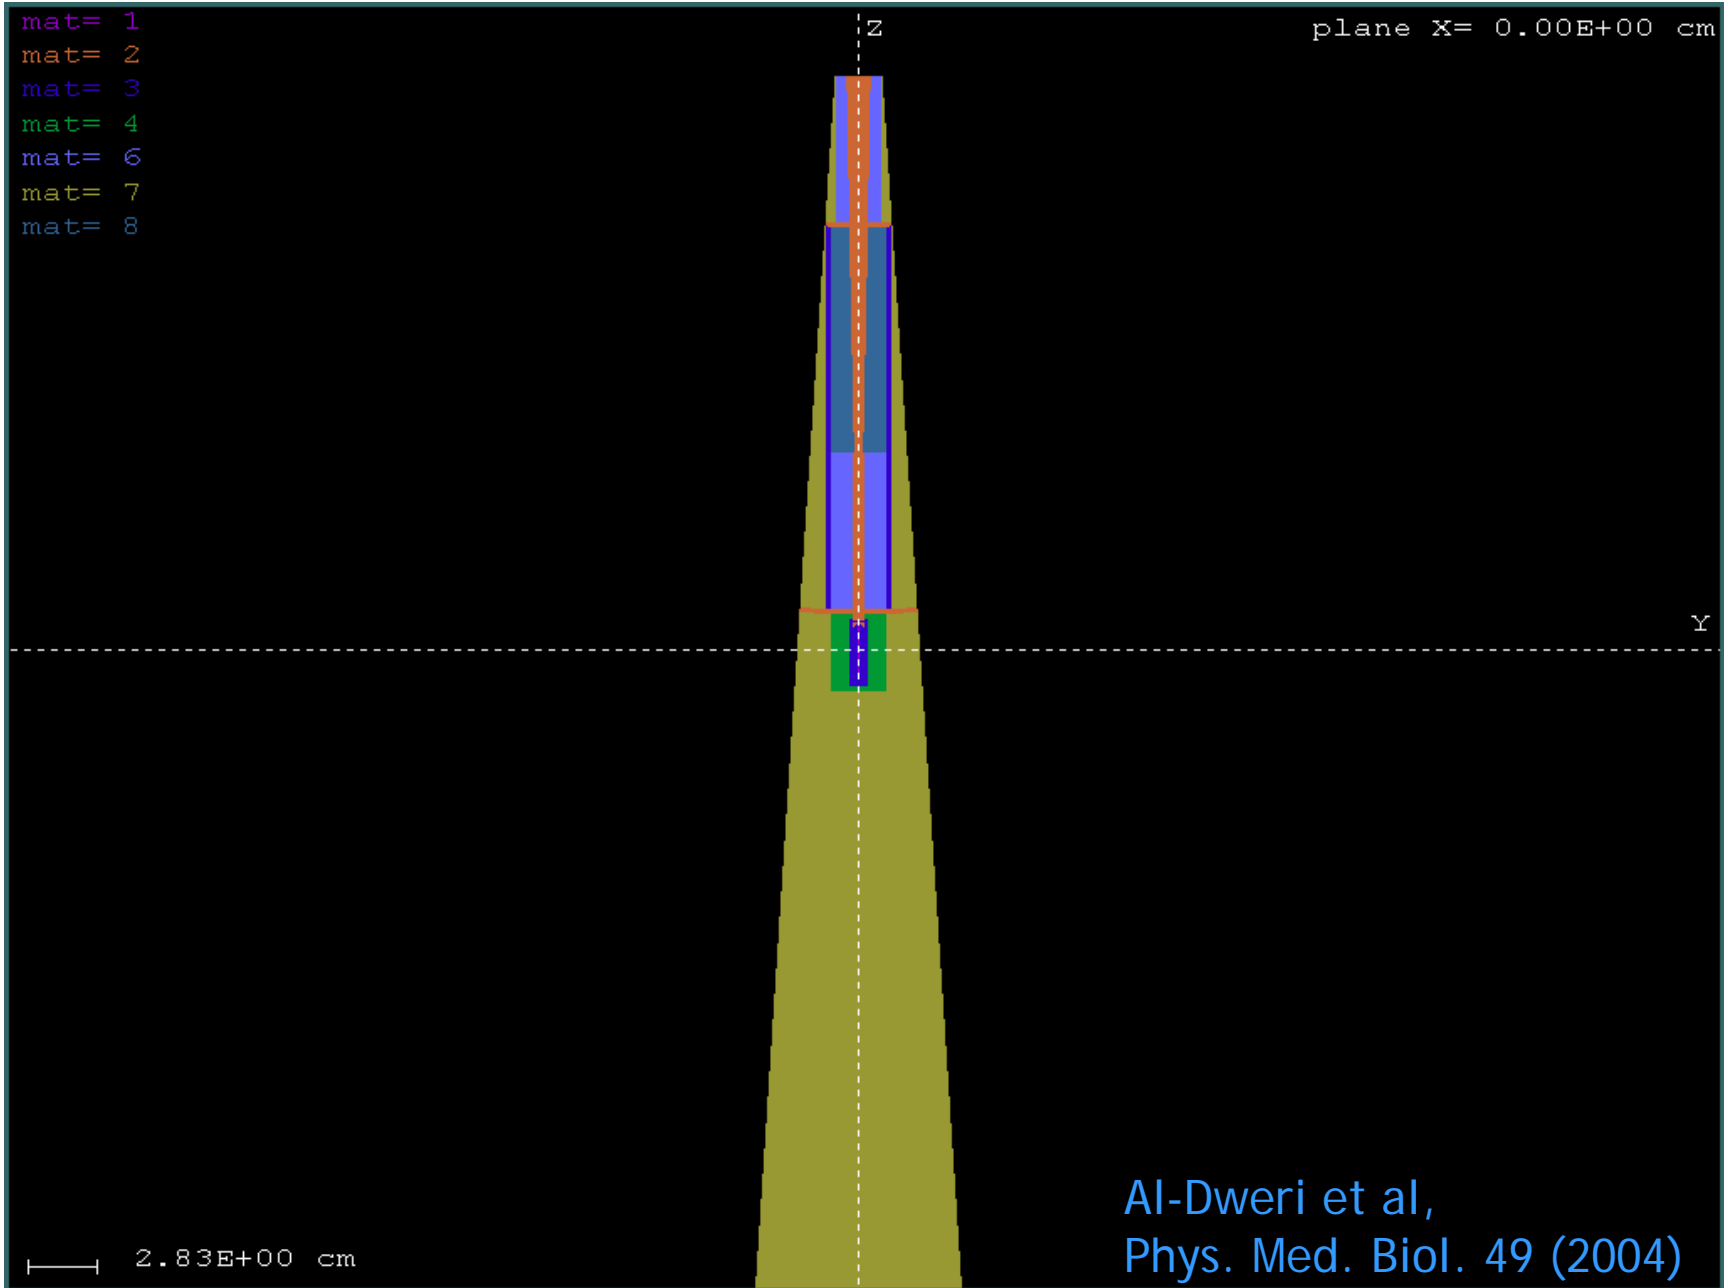 mat= 1
mat= 2
mat= 3
mat= 4
mat= 6
mat= 7
mat= 8
Z
plane X= 0.00E+00 cm
Y
2.83E+00 cm
Al-Dweri et al,
Phys. Med. Biol. 49 (2004)